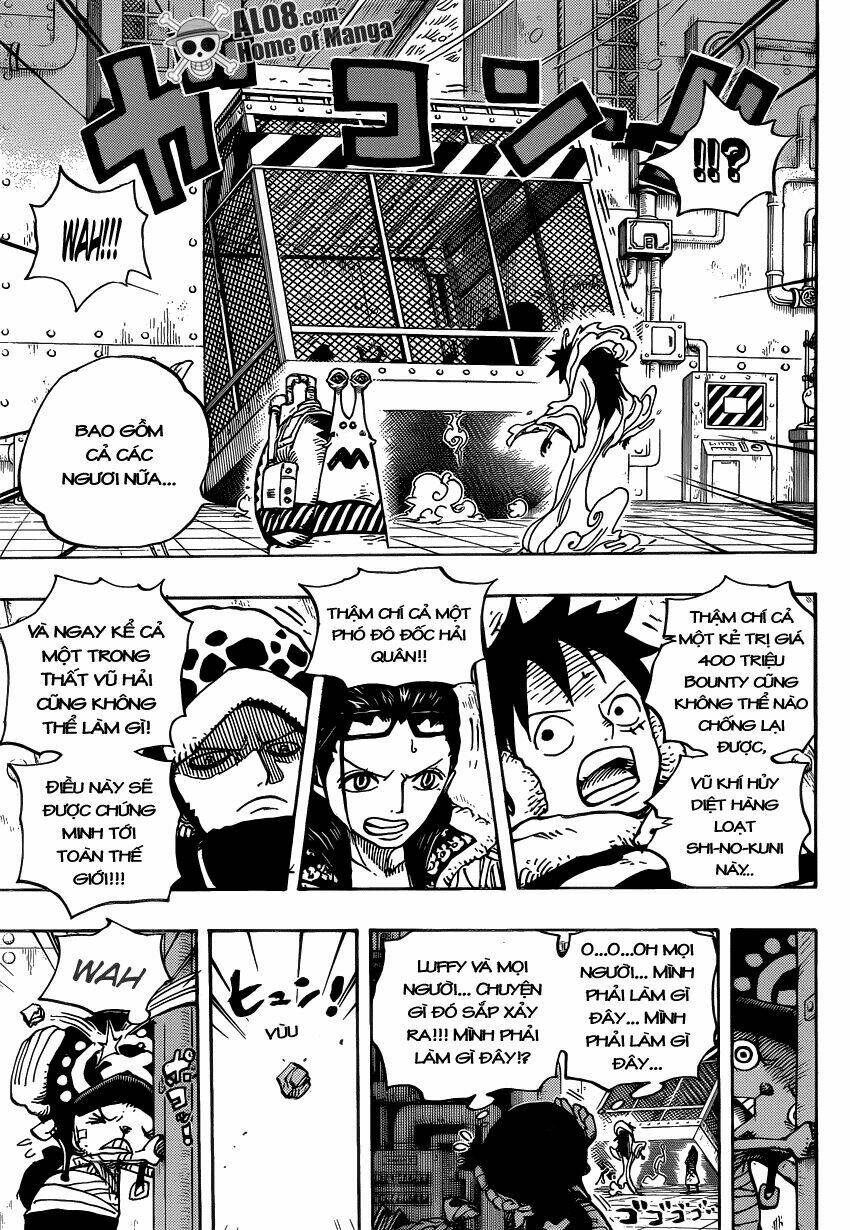 AL08.com
Home of Manga
ガコン
!!?
WAH!!!
BAO GỒM
CẢ CÁC
NGƯƠI NỮA...
THẬM CHÍ CẢ
MỘT KẺ TRỊ GIÁ
400 TRIỆU
BOUNTY CŨNG
KHÔNG THỂ NÀO
CHỐNG LẠI
ĐƯỢC,
VŨ KHÍ HỦY
DIỆT HÀNG
LOẠT
SHI-NO-KUNI
NÀY...
THẬM CHÍ CẢ MỘT
PHÓ ĐÔ ĐỐC HẢI
QUÂN!!
VÀ NGAY KỂ CẢ
MỘT TRONG
THẤT VŨ HẢI
CŨNG KHÔNG
THỂ LÀM GÌ!
ĐIỀU NÀY SẼ
ĐƯỢC CHỨNG
MINH TỚI
TOÀN THẾ
GIỚI!!!
O...O...OH MỌI
NGƯỜI... MÌNH
PHẢI LÀM GÌ
ĐÂY... MÌNH
PHẢI LÀM GÌ
ĐÂY...
LUFFY VÀ MỌI
NGƯỜI... CHUYỆN
GÌ ĐÓ SẮP XẢY
RA!!! MÌNH PHẢI
LÀM GÌ ĐÂY!?
ゴゴゴゴゴ
ヒュン!
VÙU
WAH